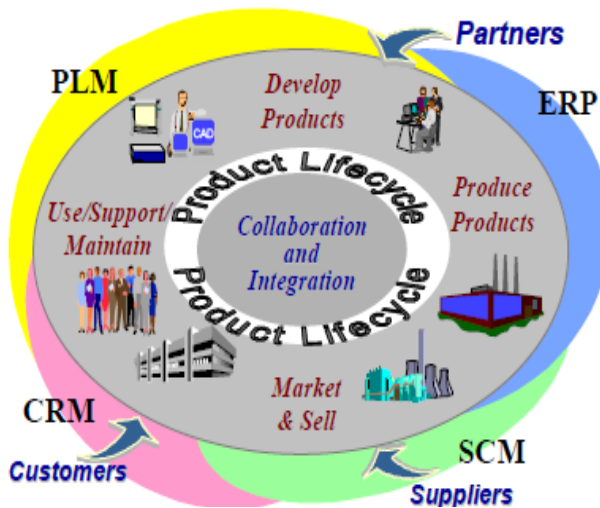 Partners
PLM
Develop
Products
ERP
CAD
Product Lifecycle
Use/Support/
Maintain
Collaboration
and
Integration
Produce
Products
Product Lifecycle
Market
& Sell
CRM
Customers
SCM
Suppliers